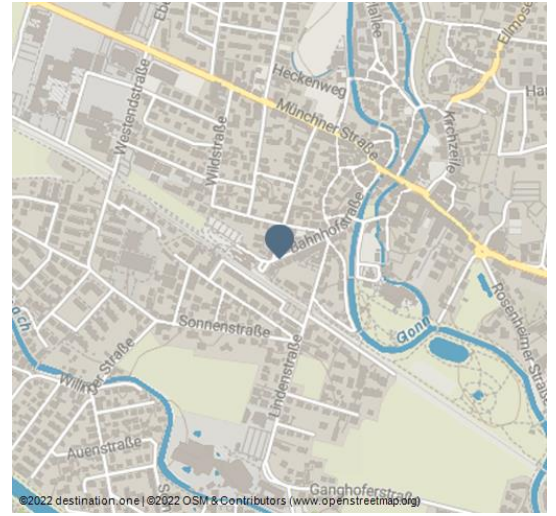 Heckenweg
Münchner Straße
Kirchzeile
Westendstraße
Wildstraße
Bahnhofstraße
Glonn
Rosenheimer Straße
Sonnenstraße
Lindenstraße
Willinger Straße
Auenstraße
Ganghoferstraße
©2022 destination.one | ©2022 OSM & Contributors (www.openstreetmap.org)